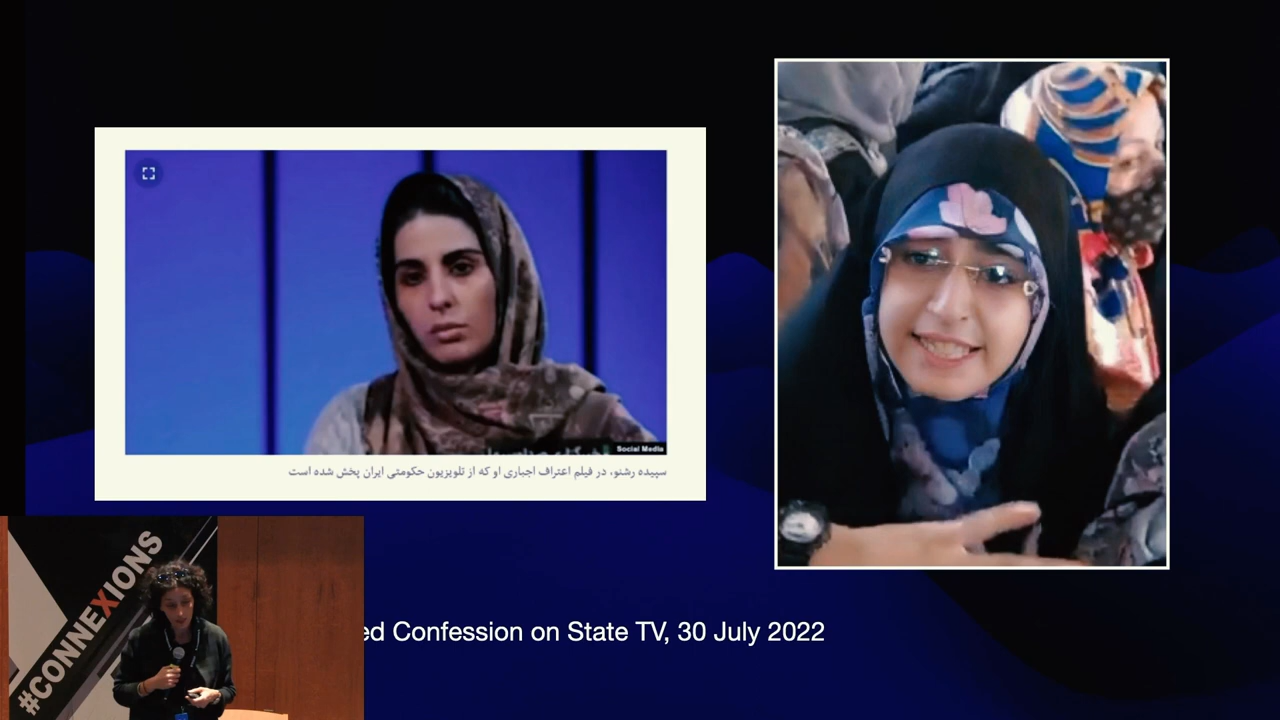 Social Media
سپیده رشنو، در فیلم اعتراف اجباری او که از تلویزیون حکومتی ایران پخش شده است
ed Confession on State TV, 30 July 2022
#CONNEXIONS